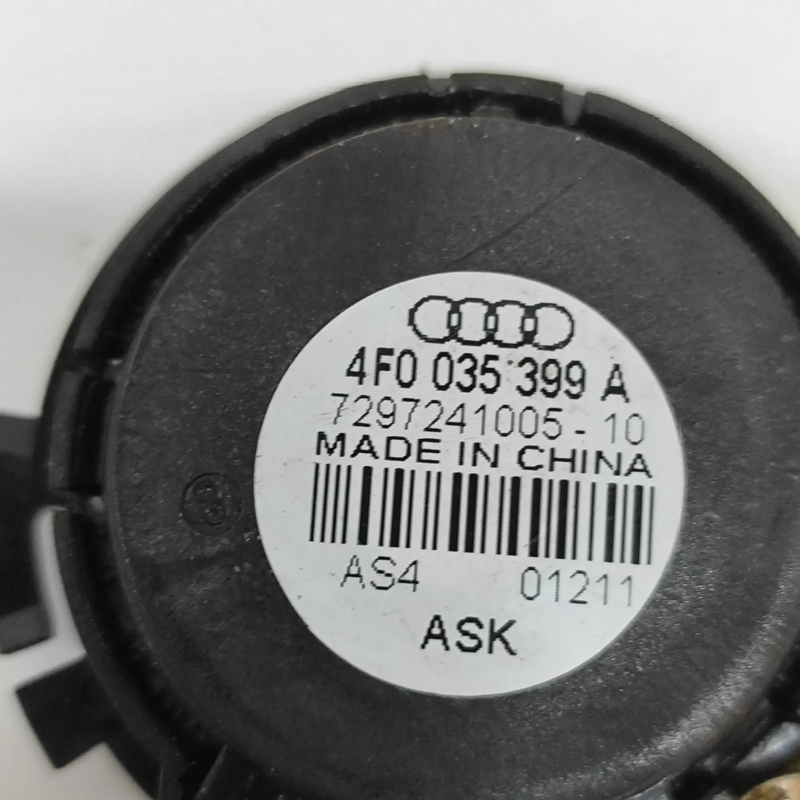 4F0 035 399 A
7297241005-10
MADE IN CHINA
AS4 01211
ASK